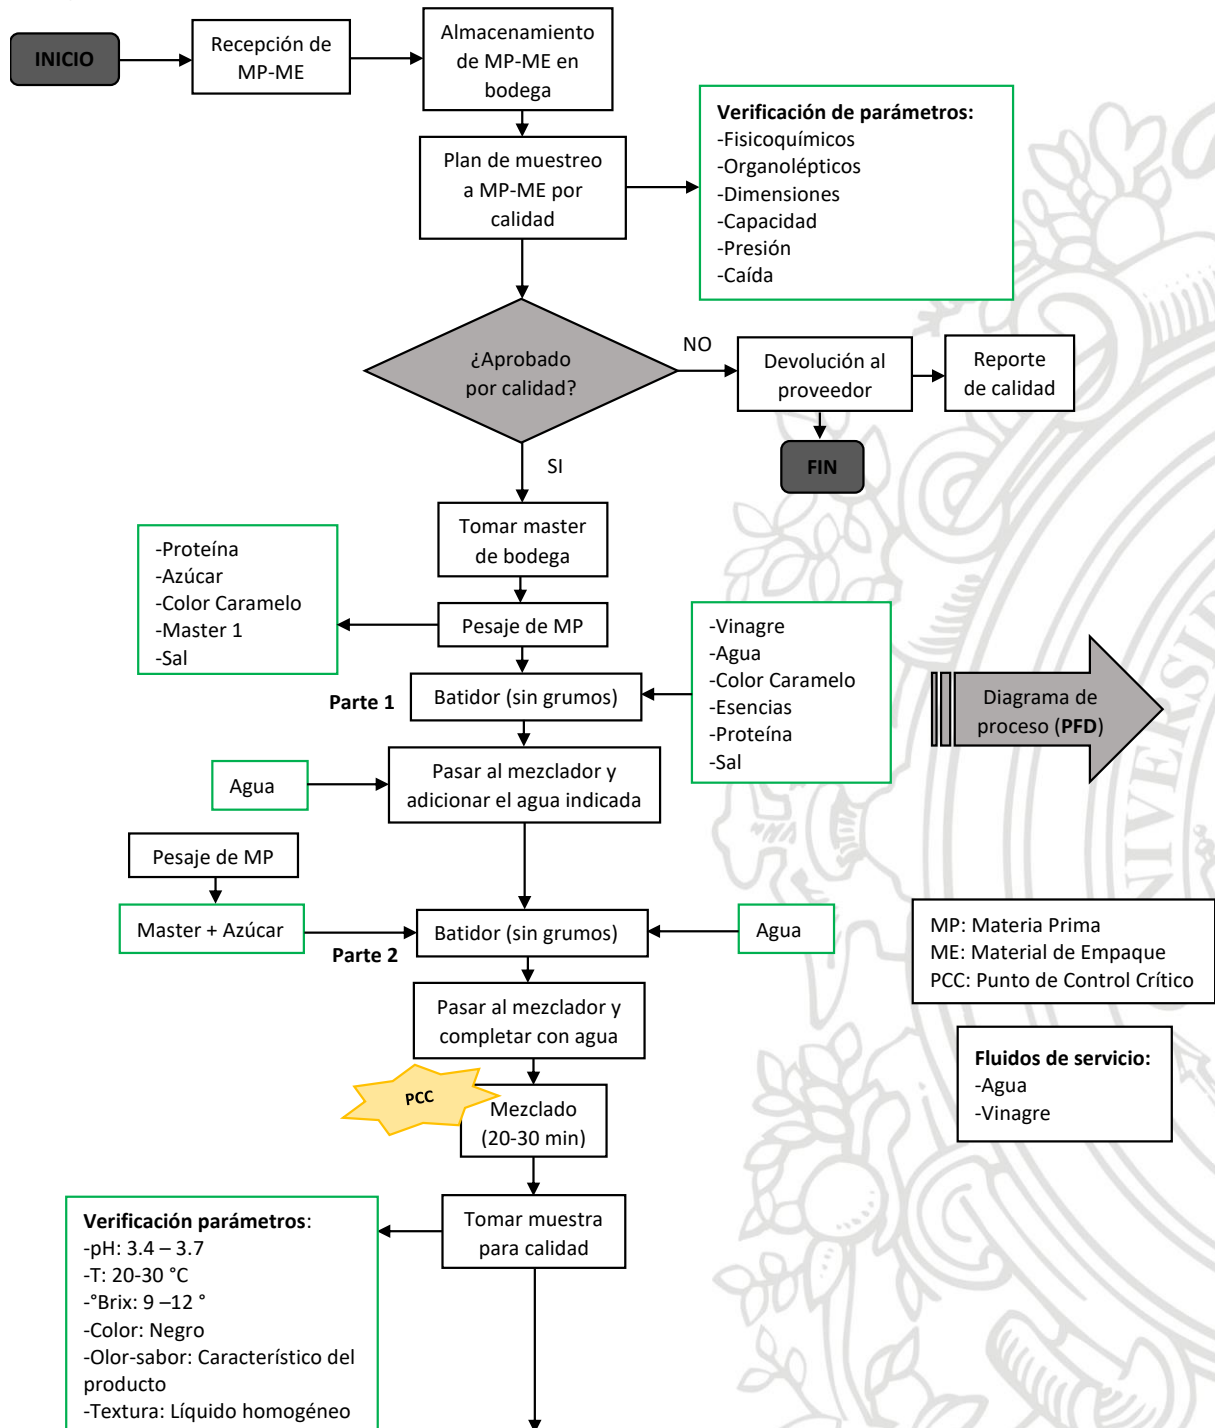 INICIO
Recepción de
MP-ME
Almacenamiento
de MP-ME en
bodega
Plan de muestreo
a MP-ME por
calidad
Verificación de parámetros:
-Fisicoquímicos
-Organolépticos
-Dimensiones
-Capacidad
-Presión
-Caída
¿Aprobado
por calidad?
NO
Devolución al
proveedor
Reporte
de calidad
FIN
SI
Tomar master
de bodega
-Proteína
-Azúcar
-Color Caramelo
-Master 1
-Sal
Pesaje de MP
-Vinagre
-Agua
-Color Caramelo
-Esencias
-Proteína
-Sal
Parte 1
Batidor (sin grumos)
Diagrama de
proceso (PFD)
Agua
Pasar al mezclador y
adicionar el agua indicada
Pesaje de MP
Master + Azúcar
Parte 2
Batidor (sin grumos)
Agua
MP: Materia Prima
ME: Material de Empaque
PCC: Punto de Control Crítico
Pasar al mezclador y
completar con agua
Fluidos de servicio:
-Agua
-Vinagre
PCC
Mezclado
(20-30 min)
Tomar muestra
para calidad
Verificación parámetros:
-pH: 3.4 – 3.7
-T: 20-30 °C
-°Brix: 9 –12 °
-Color: Negro
-Olor-sabor: Característico del
producto
-Textura: Líquido homogéneo